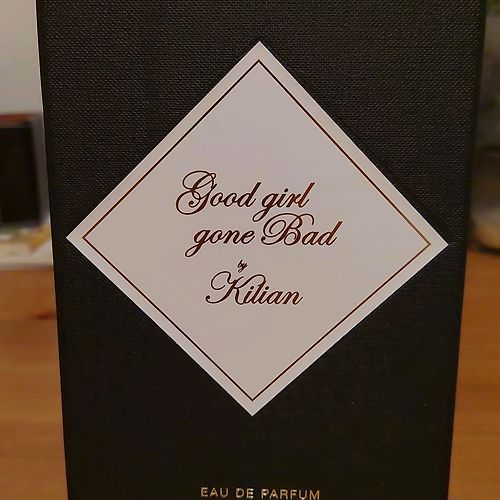 Good girl
gone Bad
by
Kilian
EAU DE PARFUM